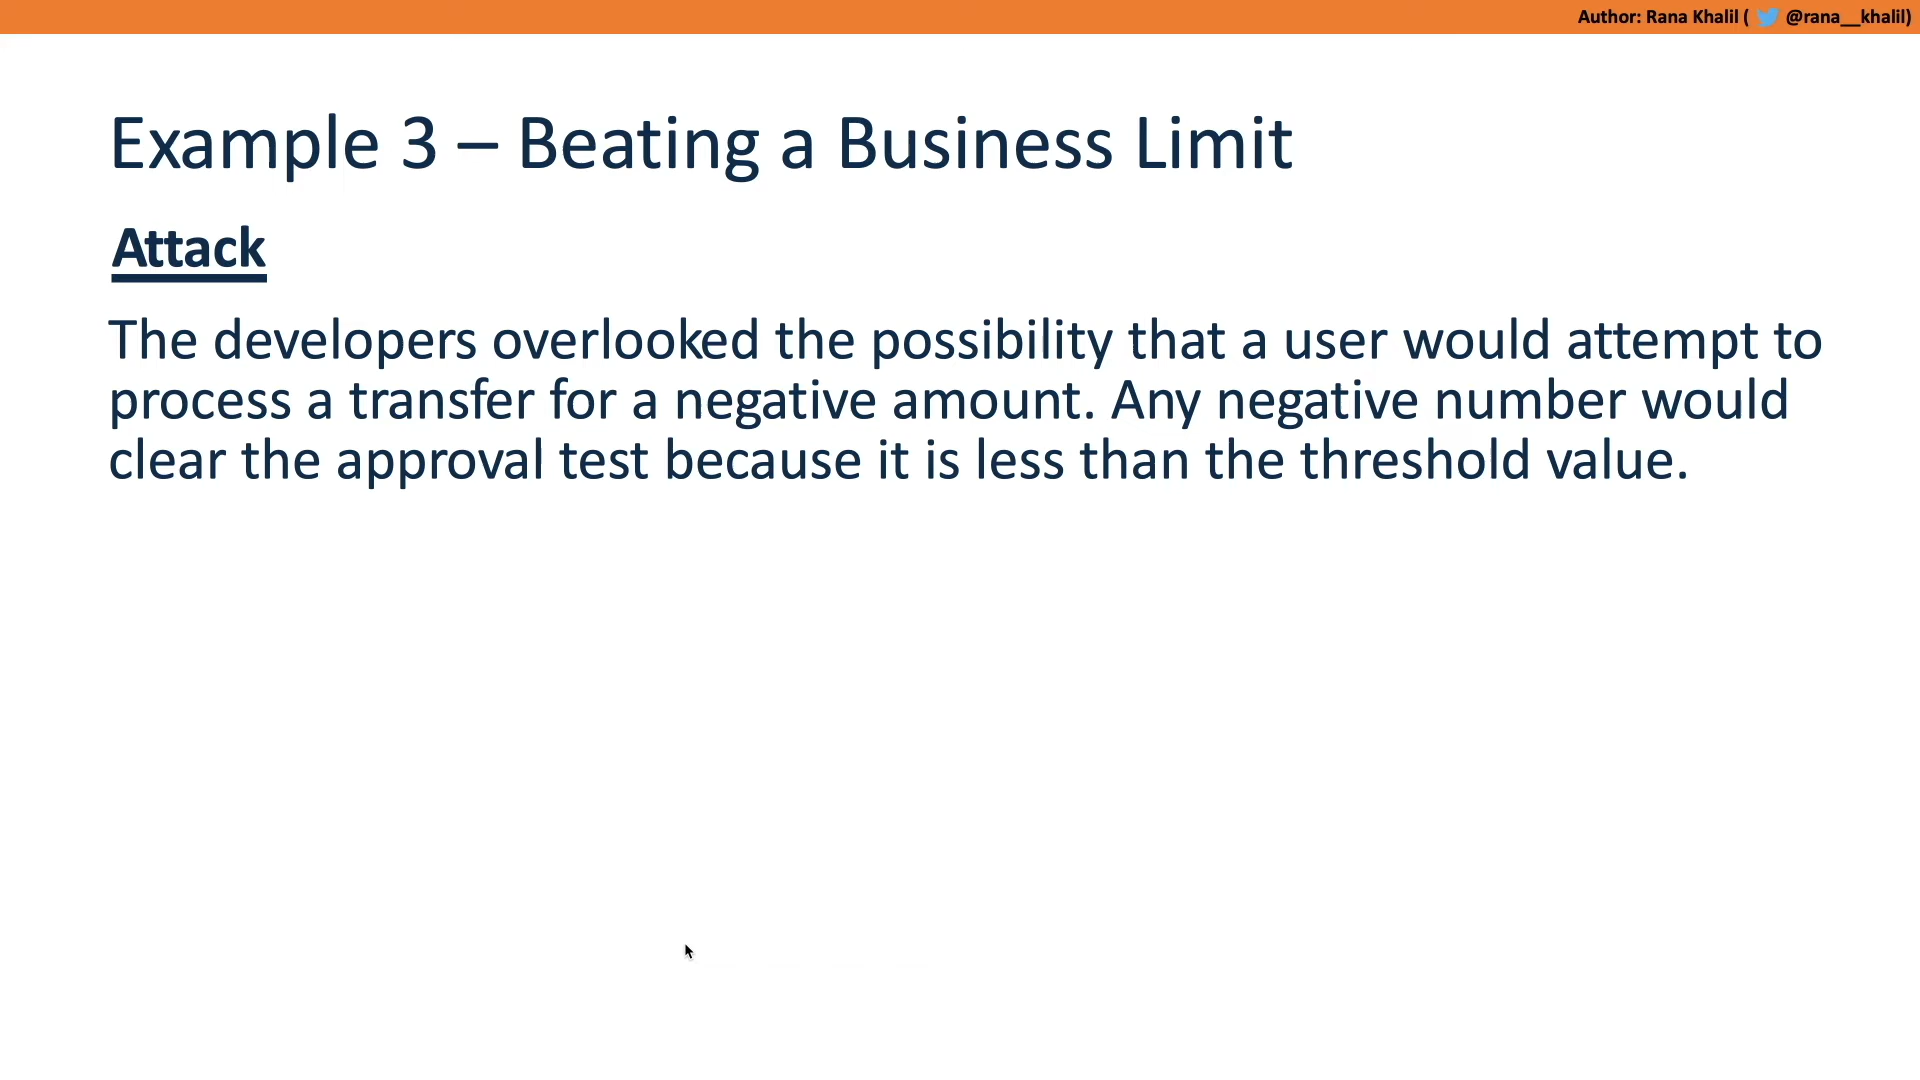 Author: Rana Khalil ( @rana__khalil)
Example 3 – Beating a Business Limit
Attack
The developers overlooked the possibility that a user would attempt to
process a transfer for a negative amount. Any negative number would
clear the approval test because it is less than the threshold value.